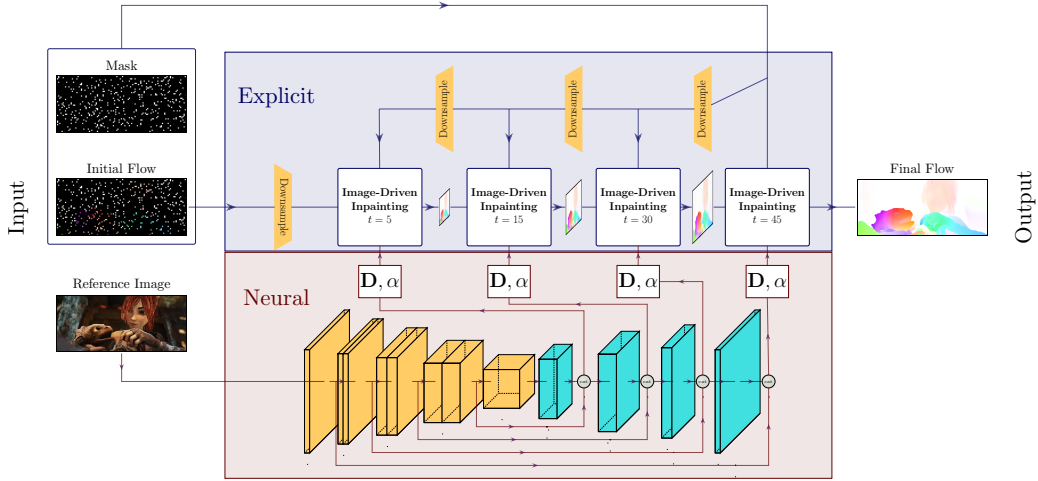 Input
Mask
Initial Flow
Reference Image
Explicit
Downsample
Downsample
Downsample
Downsample
Image-Driven
Inpainting
t = 5
Image-Driven
Inpainting
t = 15
Image-Driven
Inpainting
t = 30
Image-Driven
Inpainting
t = 45
Final Flow
Output
Neural
D, α
D, α
D, α
D, α